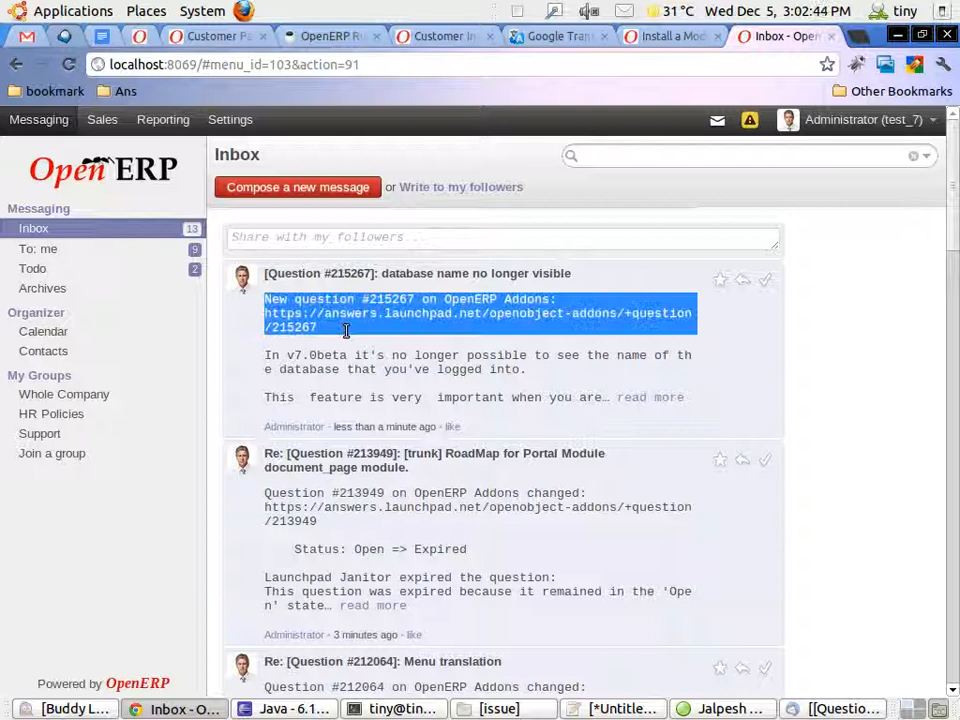 Applications Places System 31 °C Wed Dec 5, 3:02:44 PM tiny
Customer Pa OpenERP Ru Customer In Google Tran Install a Mod Inbox - Open
localhost:8069/#menu_id=103&action=91
bookmark Ans Other Bookmarks
Messaging Sales Reporting Settings Administrator (test_7)
OpenERP
Inbox
Compose a new message or Write to my followers
Messaging
Inbox 13
To: me 9
Todo 2
Archives
Organizer
Calendar
Contacts
My Groups
Whole Company
HR Policies
Support
Join a group
Share with my followers...
[Question #215267]: database name no longer visible
New question #215267 on OpenERP Addons:
https://answers.launchpad.net/openobject-addons/+question
/215267
In v7.0beta it's no longer possible to see the name of th
e database that you've logged into.
This feature is very important when you are… read more
Administrator - less than a minute ago - like
Re: [Question #213949]: [trunk] RoadMap for Portal Module
document_page module.
Question #213949 on OpenERP Addons changed:
https://answers.launchpad.net/openobject-addons/+question
/213949
Status: Open => Expired
Launchpad Janitor expired the question:
This question was expired because it remained in the 'Ope
n' state… read more
Administrator - 3 minutes ago - like
Re: [Question #212064]: Menu translation
Question #212064 on OpenERP Addons changed:
Powered by OpenERP
[Buddy L... Inbox - O... Java - 6.1... tiny@tin... [issue] [*Untitle... Jalpesh ... [[Questio...